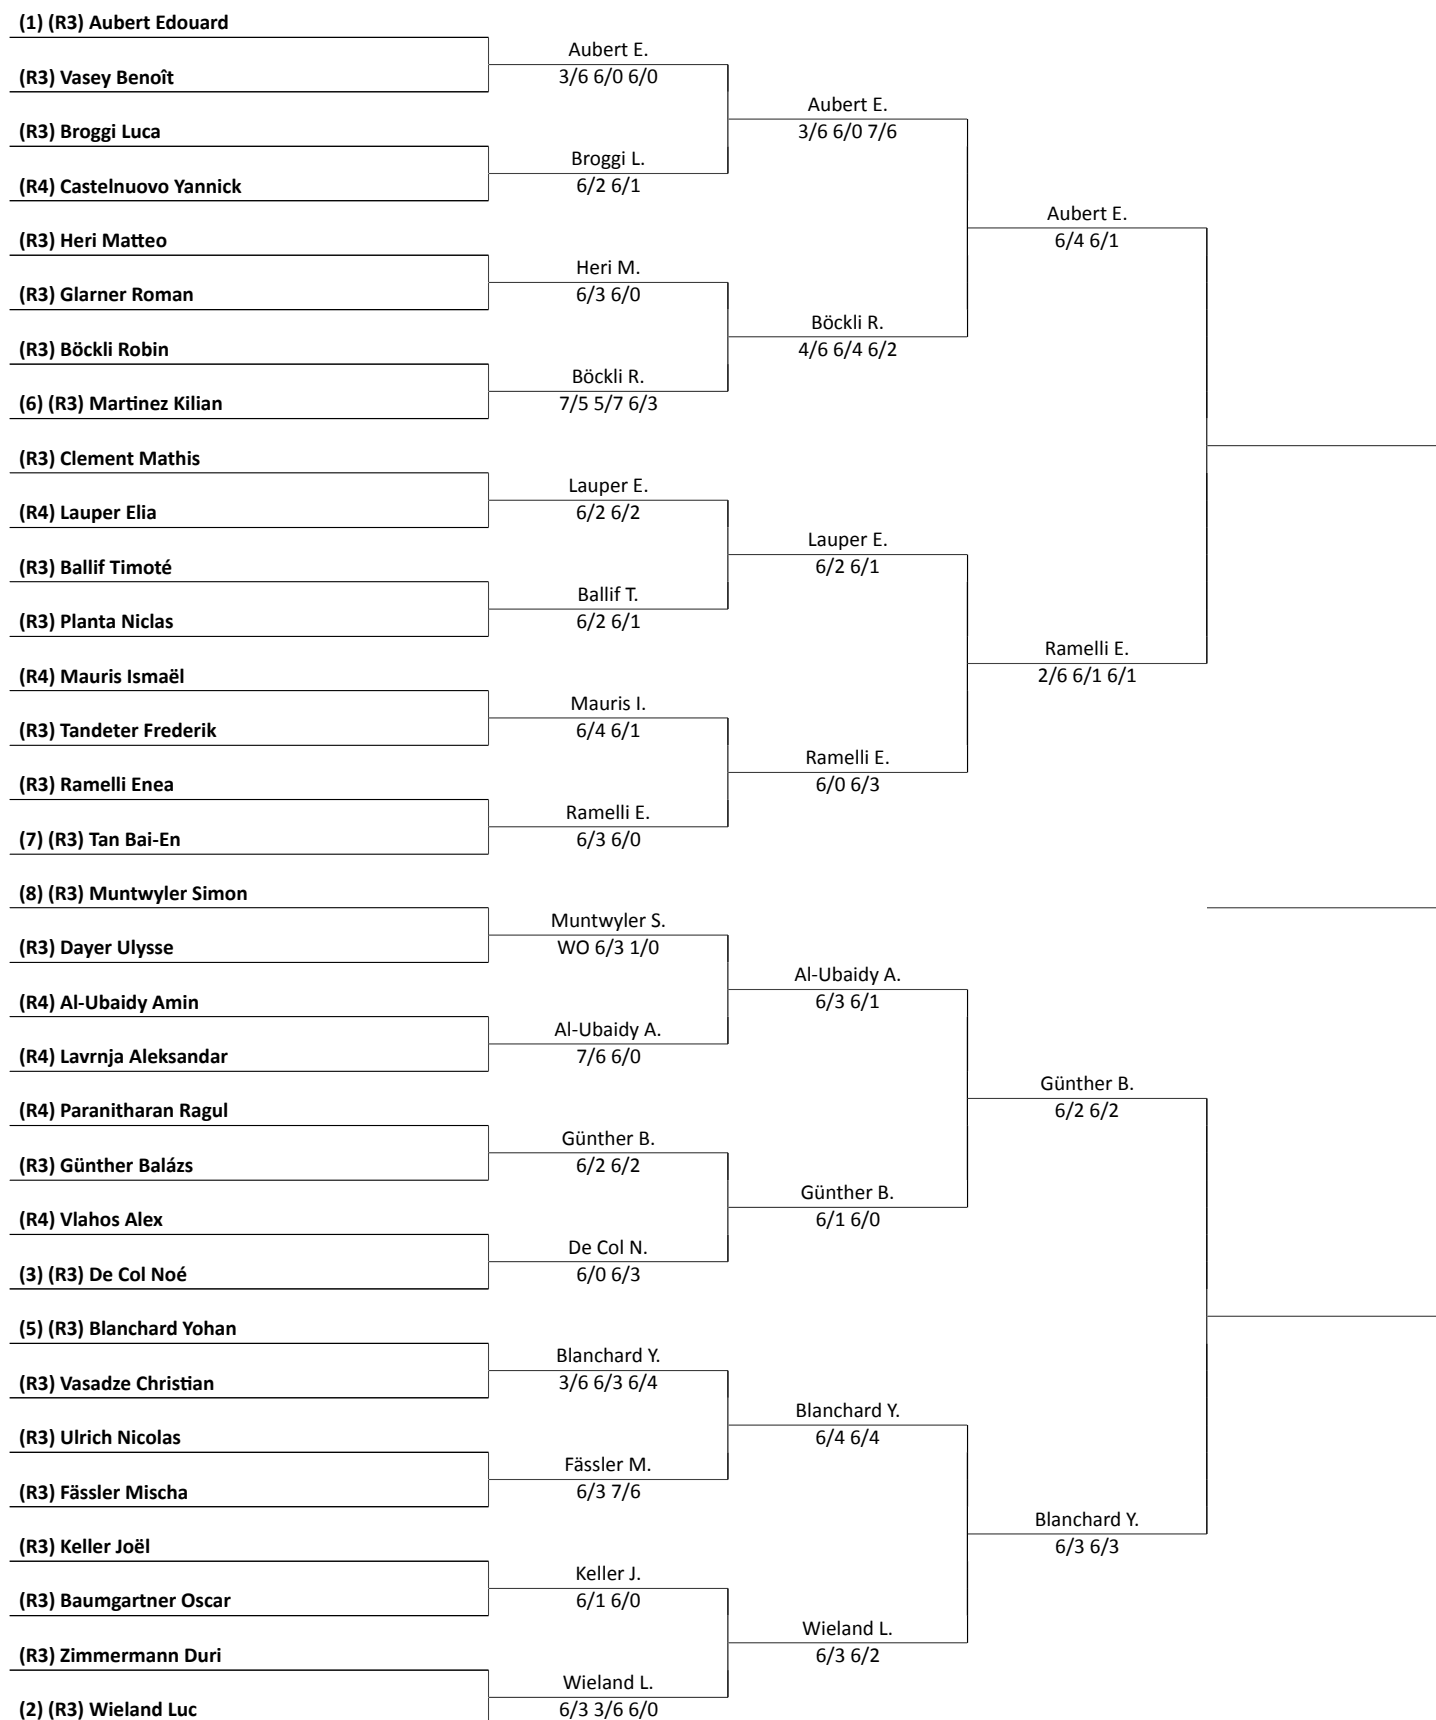 (1) (R3) Aubert Edouard
Aubert E.
(R3) Vasey Benoît
3/6 6/0 6/0
Aubert E.
(R3) Broggi Luca
3/6 6/0 7/6
Broggi L.
(R4) Castelnuovo Yannick
6/2 6/1
Aubert E.
(R3) Heri Matteo
6/4 6/1
Heri M.
(R3) Glarner Roman
6/3 6/0
Böckli R.
(R3) Böckli Robin
4/6 6/4 6/2
Böckli R.
(6) (R3) Martinez Kilian
7/5 5/7 6/3
(R3) Clement Mathis
Lauper E.
(R4) Lauper Elia
6/2 6/2
Lauper E.
(R3) Ballif Timoté
6/2 6/1
Ballif T.
(R3) Planta Niclas
6/2 6/1
Ramelli E.
(R4) Mauris Ismaël
2/6 6/1 6/1
Mauris I.
(R3) Tandeter Frederik
6/4 6/1
Ramelli E.
(R3) Ramelli Enea
6/0 6/3
Ramelli E.
(7) (R3) Tan Bai-En
6/3 6/0
(8) (R3) Muntwyler Simon
Muntwyler S.
(R3) Dayer Ulysse
WO 6/3 1/0
Al-Ubaidy A.
(R4) Al-Ubaidy Amin
6/3 6/1
Al-Ubaidy A.
(R4) Lavrnja Aleksandar
7/6 6/0
Günther B.
(R4) Paranitharan Ragul
6/2 6/2
Günther B.
(R3) Günther Balázs
6/2 6/2
Günther B.
(R4) Vlahos Alex
6/1 6/0
De Col N.
(3) (R3) De Col Noé
6/0 6/3
(5) (R3) Blanchard Yohan
Blanchard Y.
(R3) Vasadze Christian
3/6 6/3 6/4
Blanchard Y.
(R3) Ulrich Nicolas
6/4 6/4
Fässler M.
(R3) Fässler Mischa
6/3 7/6
Blanchard Y.
(R3) Keller Joël
6/3 6/3
Keller J.
(R3) Baumgartner Oscar
6/1 6/0
Wieland L.
(R3) Zimmermann Duri
6/3 6/2
Wieland L.
(2) (R3) Wieland Luc
6/3 3/6 6/0